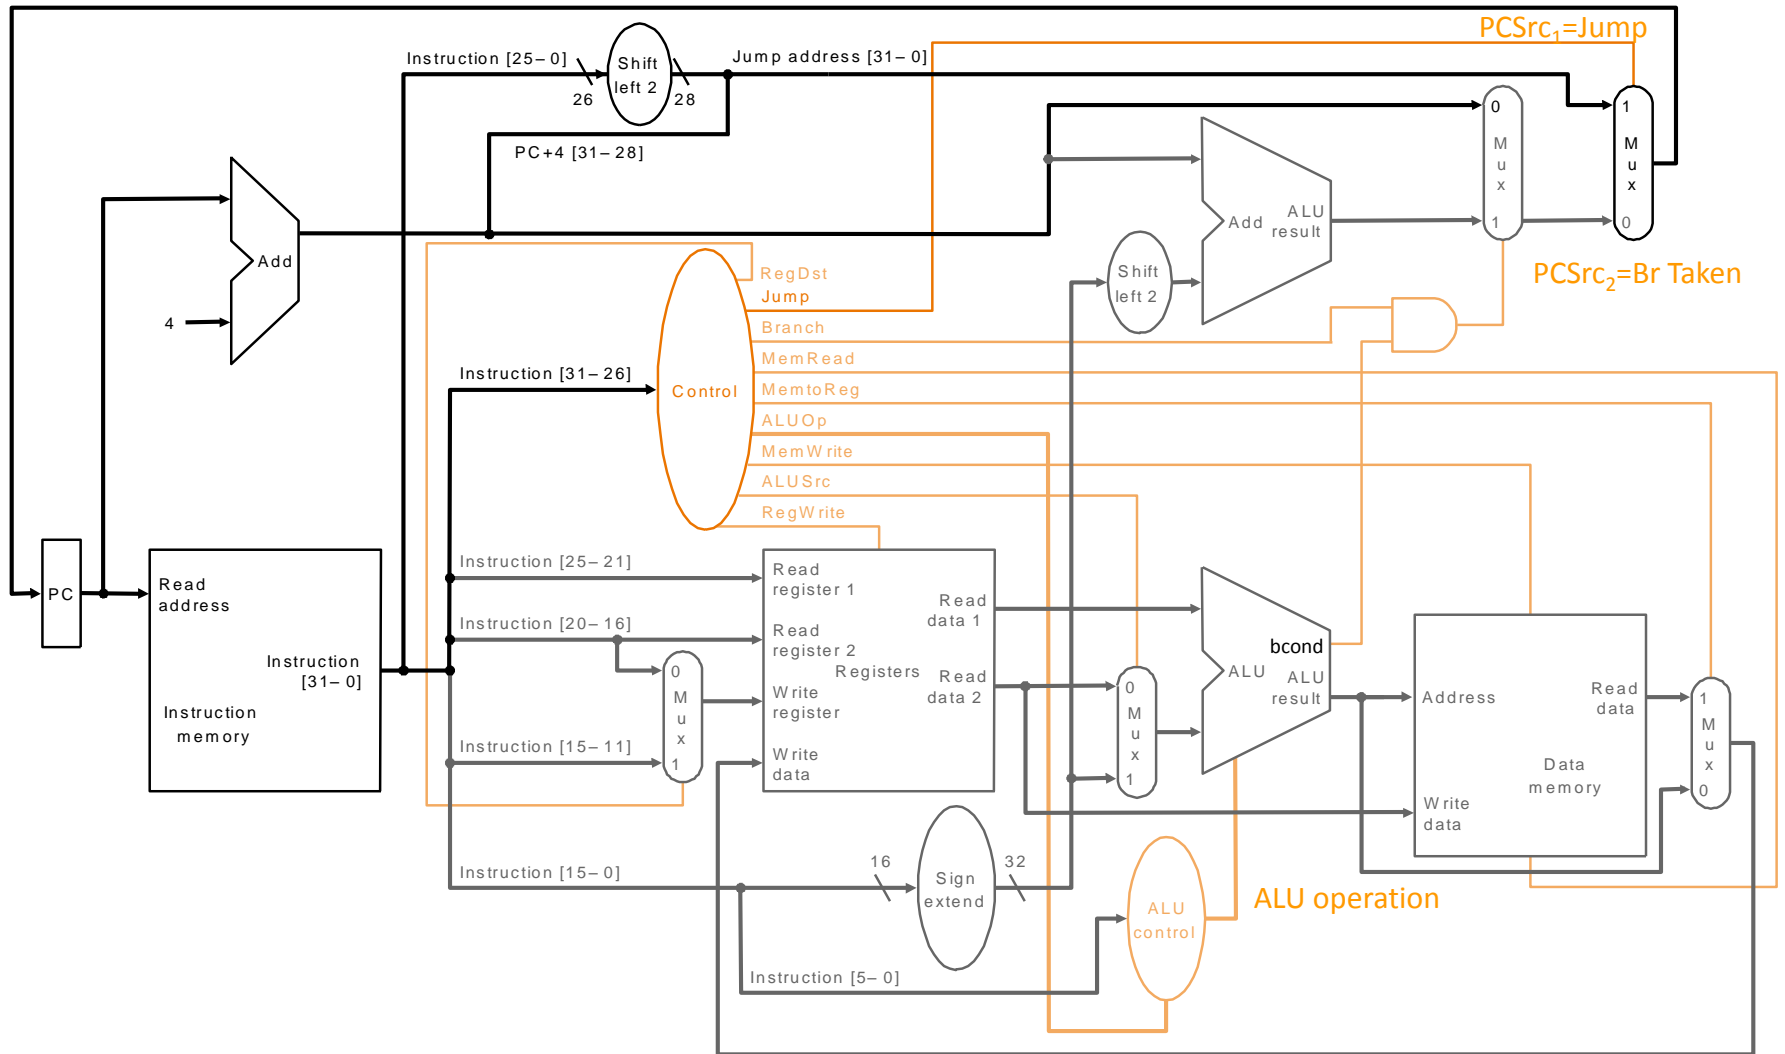 PCSrc1=Jump
Instruction [25–0]
26
Shift
left 2
28
Jump address [31–0]
PC+4 [31–28]
0
M
u
x
1
1
M
u
x
0
Add
4
Add
ALU
result
Shift
left 2
PCSrc2=Br Taken
RegDst
Jump
Branch
MemRead
MemtoReg
ALUOp
MemWrite
ALUSrc
RegWrite
Control
Instruction [31–26]
PC
Read
address
Instruction
[31–0]
Instruction
memory
Instruction [25–21]
Instruction [20–16]
Instruction [15–11]
0
M
u
x
1
Read
register 1
Read
register 2
Registers
Write
register
Write
data
Read
data 1
Read
data 2
0
M
u
x
1
bcond
ALU
ALU
result
Address
Read
data
Data
memory
Write
data
1
M
u
x
0
Instruction [15–0]
16
Sign
extend
32
ALU
control
ALU operation
Instruction [5–0]